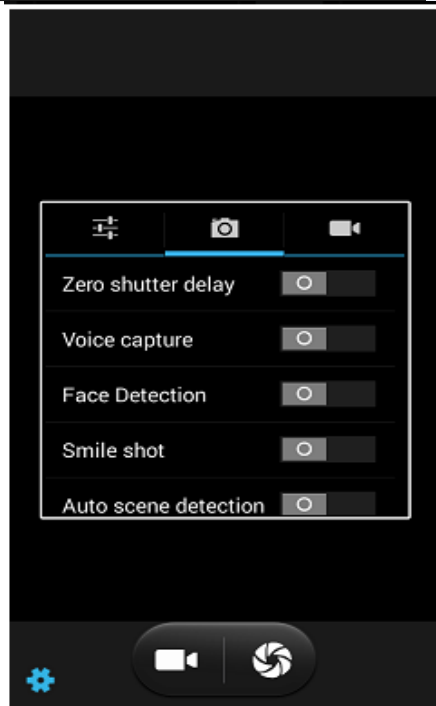 Zero shutter delay
Voice capture
Face Detection
Smile shot
Auto scene detection